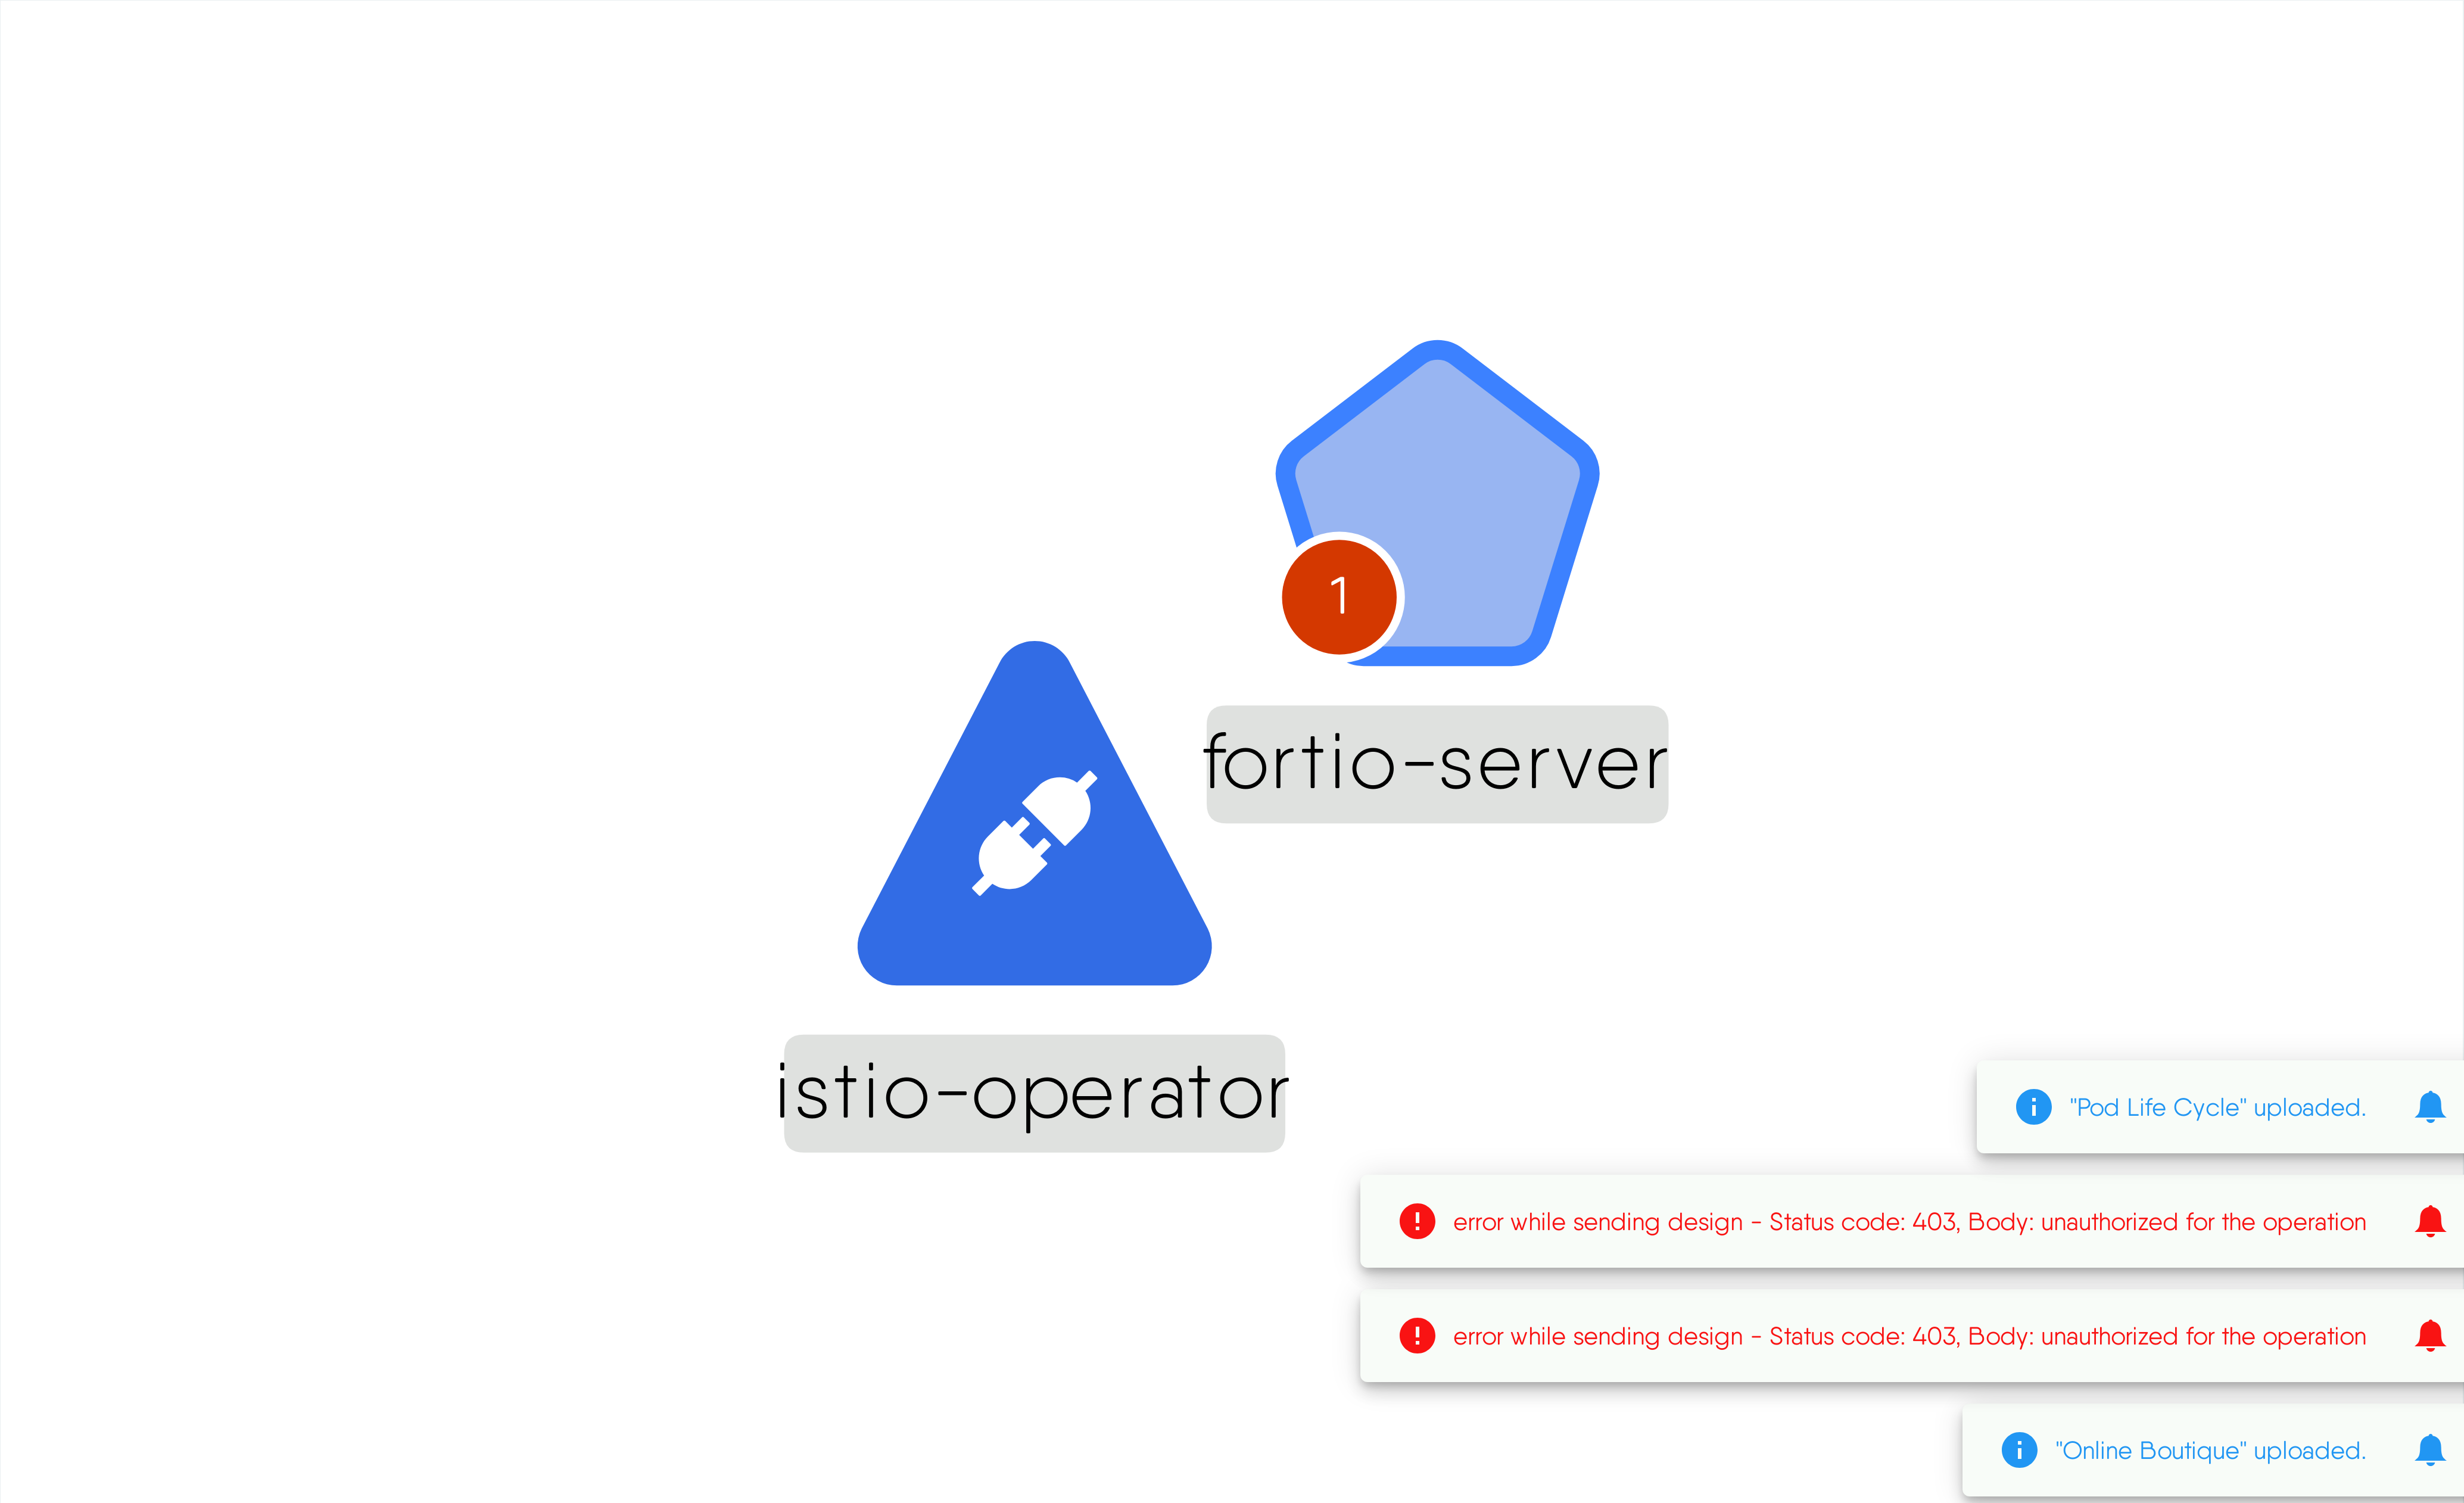 1
fortio-server
istio-operator
"Pod Life Cycle" uploaded.
error while sending design - Status code: 403, Body: unauthorized for the operation
error while sending design - Status code: 403, Body: unauthorized for the operation
"Online Boutique" uploaded.